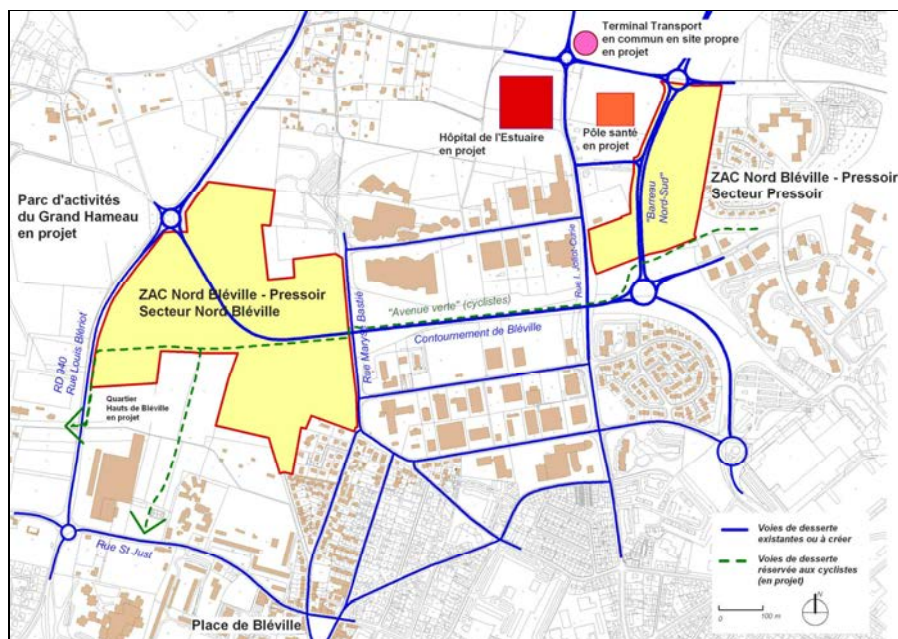 Terminal Transport
en commun en site propre
en projet
Hôpital de l'Estuaire
en projet
Pôle santé
en projet
ZAC Nord Bléville - Pressoir
Secteur Pressoir
"Barreau
Nord-Sud"
Parc d'activités
du Grand Hameau
en projet
ZAC Nord Bléville - Pressoir
Secteur Nord Bléville
Rue I. Joliot-Curie
"Avenue verte" (cyclistes)
Contournement de Bléville
Rue Maryse Bastié
RD 940
Rue Louis Blériot
Quartier
Hauts de Bléville
en projet
Rue St Just
Place de Bléville
Voies de desserte
existantes ou à créer
Voies de desserte
réservée aux cyclistes
(en projet)
N
0 100 m